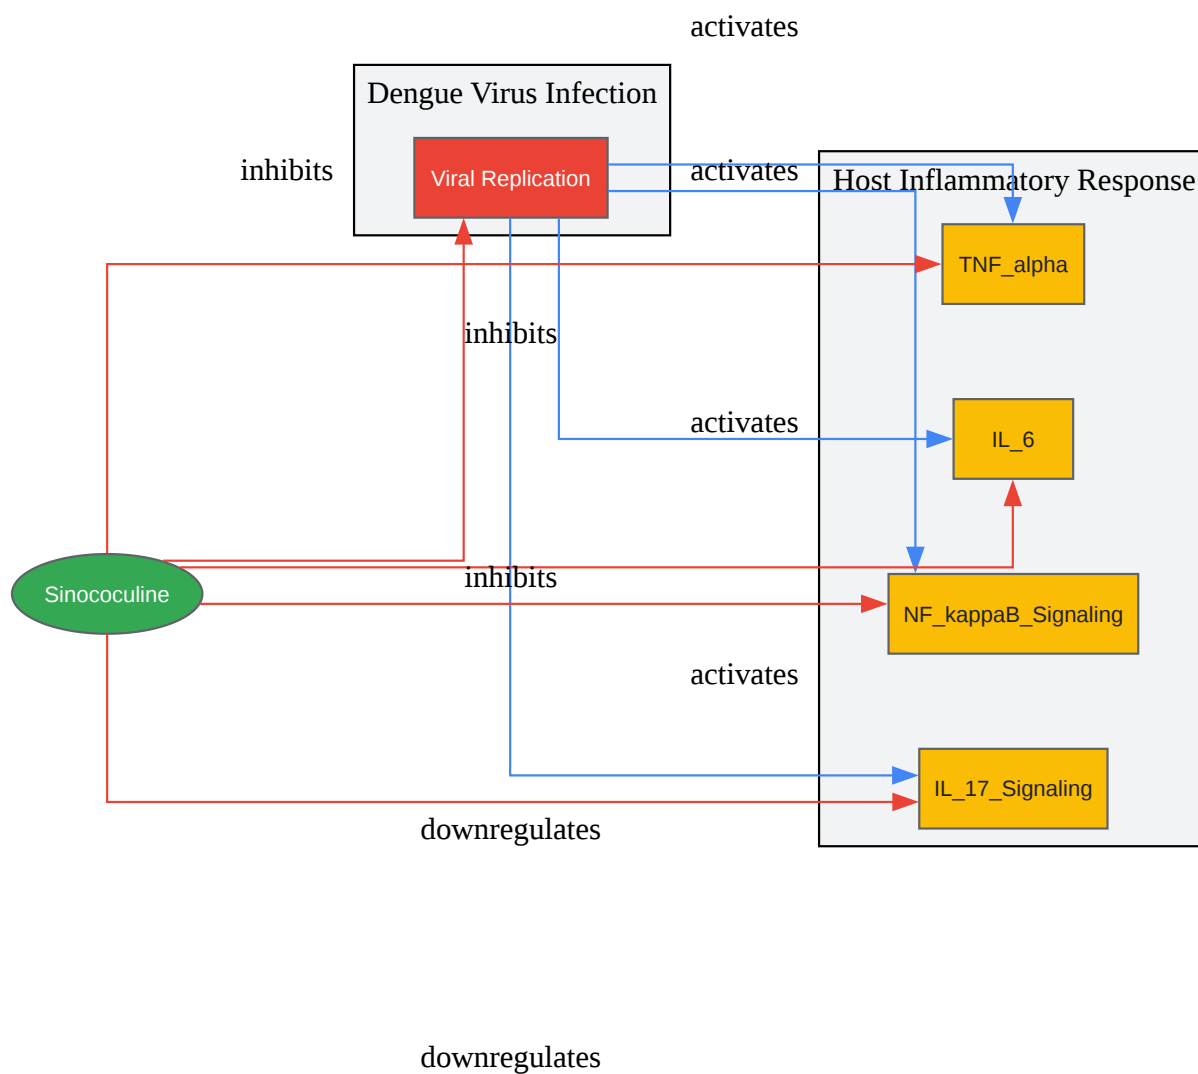 activates
Dengue Virus Infection
inhibits
Viral Replication
activates
Host Inflammatory Response
TNF_alpha
inhibits
activates
IL_6
inhibits
Sinococuline
NF_kappaB_Signaling
activates
IL_17_Signaling
downregulates
downregulates